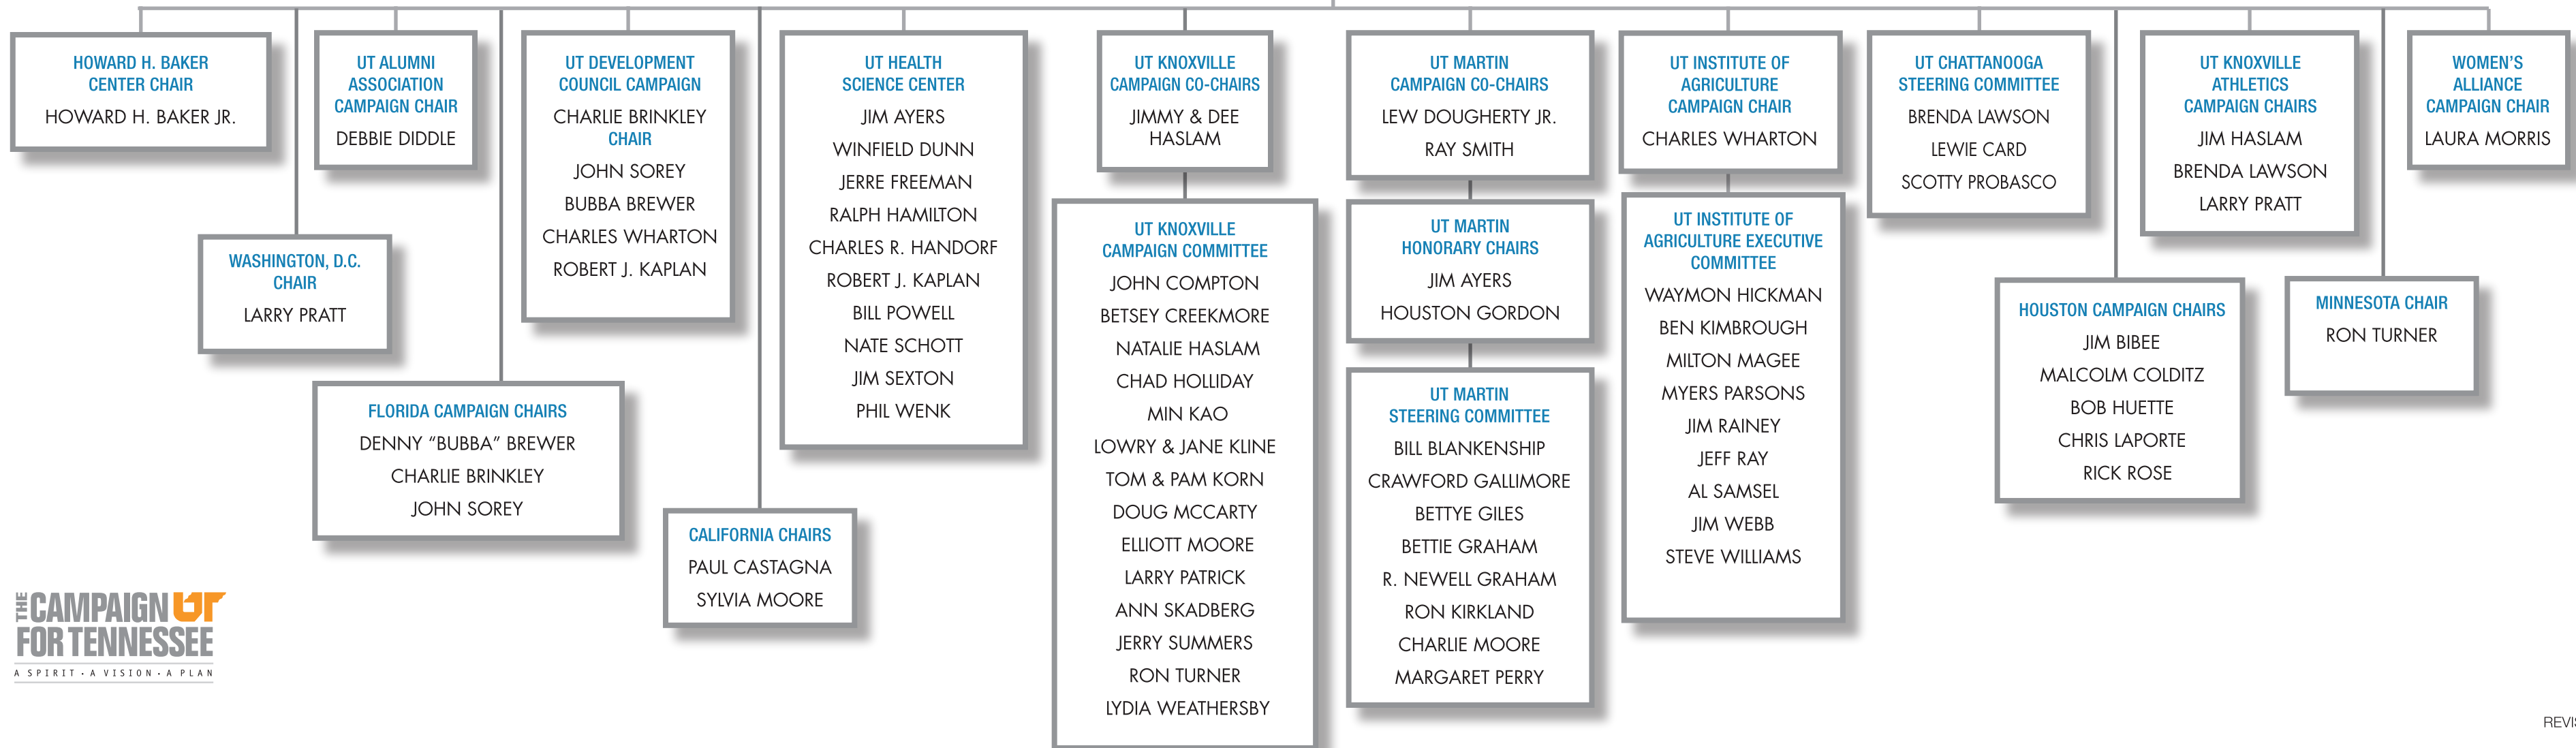 HOWARD H. BAKER
CENTER CHAIR
HOWARD H. BAKER JR.
UT ALUMNI
ASSOCIATION
CAMPAIGN CHAIR
DEBBIE DIDDLE
UT DEVELOPMENT
COUNCIL CAMPAIGN
CHARLIE BRINKLEY
CHAIR
JOHN SOREY
BUBBA BREWER
CHARLES WHARTON
ROBERT J. KAPLAN
UT HEALTH
SCIENCE CENTER
JIM AYERS
WINFIELD DUNN
JERRE FREEMAN
RALPH HAMILTON
CHARLES R. HANDORF
ROBERT J. KAPLAN
BILL POWELL
NATE SCHOTT
JIM SEXTON
PHIL WENK
UT KNOXVILLE
CAMPAIGN CO-CHAIRS
JIMMY & DEE
HASLAM
UT KNOXVILLE
CAMPAIGN COMMITTEE
JOHN COMPTON
BETSEY CREEKMORE
NATALIE HASLAM
CHAD HOLLIDAY
MIN KAO
LOWRY & JANE KLINE
TOM & PAM KORN
DOUG MCCARTY
ELLIOTT MOORE
LARRY PATRICK
ANN SKADBERG
JERRY SUMMERS
RON TURNER
LYDIA WEATHERSBY
UT MARTIN
CAMPAIGN CO-CHAIRS
LEW DOUGHERTY JR.
RAY SMITH
UT MARTIN
HONORARY CHAIRS
JIM AYERS
HOUSTON GORDON
UT MARTIN
STEERING COMMITTEE
BILL BLANKENSHIP
CRAWFORD GALLIMORE
BETTYE GILES
BETTIE GRAHAM
R. NEWELL GRAHAM
RON KIRKLAND
CHARLIE MOORE
MARGARET PERRY
UT INSTITUTE OF
AGRICULTURE
CAMPAIGN CHAIR
CHARLES WHARTON
UT INSTITUTE OF
AGRICULTURE EXECUTIVE
COMMITTEE
WAYMON HICKMAN
BEN KIMBROUGH
MILTON MAGEE
MYERS PARSONS
JIM RAINEY
JEFF RAY
AL SAMSEL
JIM WEBB
STEVE WILLIAMS
UT CHATTANOOGA
STEERING COMMITTEE
BRENDA LAWSON
LEWIE CARD
SCOTTY PROBASCO
UT KNOXVILLE
ATHLETICS
CAMPAIGN CHAIRS
JIM HASLAM
BRENDA LAWSON
LARRY PRATT
WOMEN’S
ALLIANCE
CAMPAIGN CHAIR
LAURA MORRIS
WASHINGTON, D.C.
CHAIR
LARRY PRATT
FLORIDA CAMPAIGN CHAIRS
DENNY “BUBBA” BREWER
CHARLIE BRINKLEY
JOHN SOREY
CALIFORNIA CHAIRS
PAUL CASTAGNA
SYLVIA MOORE
HOUSTON CAMPAIGN CHAIRS
JIM BIBEE
MALCOLM COLDITZ
BOB HUETTE
CHRIS LAPORTE
RICK ROSE
MINNESOTA CHAIR
RON TURNER
THE CAMPAIGN UT
FOR TENNESSEE
A SPIRIT · A VISION · A PLAN